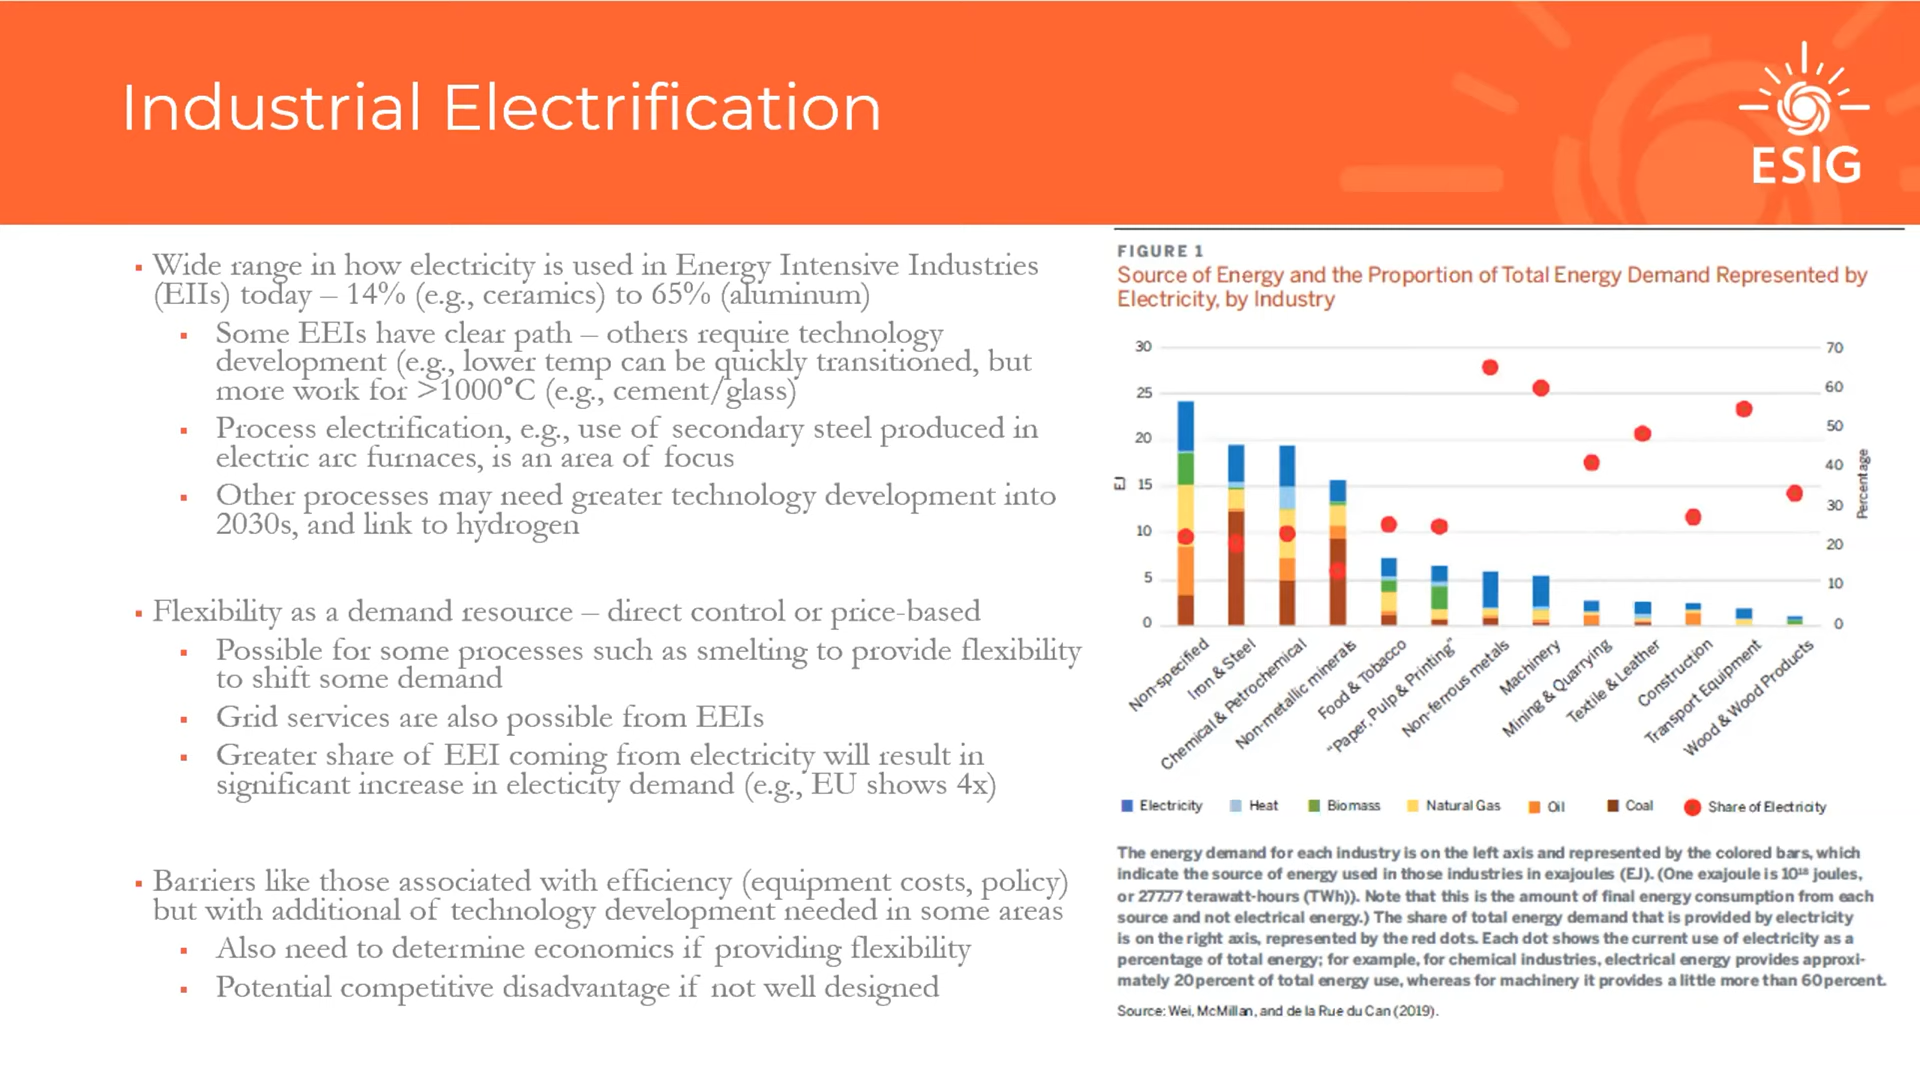 Industrial Electrification
ESIG
▪ Wide range in how electricity is used in Energy Intensive Industries
(EIIs) today – 14% (e.g., ceramics) to 65% (aluminum)
▪ Some EEIs have clear path – others require technology
development (e.g., lower temp can be quickly transitioned, but
more work for >1000°C (e.g., cement/glass)
▪ Process electrification, e.g., use of secondary steel produced in
electric arc furnaces, is an area of focus
▪ Other processes may need greater technology development into
2030s, and link to hydrogen
▪ Flexibility as a demand resource – direct control or price-based
▪ Possible for some processes such as smelting to provide flexibility
to shift some demand
▪ Grid services are also possible from EEIs
▪ Greater share of EEI coming from electricity will result in
significant increase in electicity demand (e.g., EU shows 4x)
▪ Barriers like those associated with efficiency (equipment costs, policy)
but with additional of technology development needed in some areas
▪ Also need to determine economics if providing flexibility
▪ Potential competitive disadvantage if not well designed
FIGURE 1
Source of Energy and the Proportion of Total Energy Demand Represented by
Electricity, by Industry
30
25
20
15
10
5
0
EJ
70
60
50
40
30
20
10
0
Percentage
Non-specified
Iron & Steel
Chemical & Petrochemical
Non-metallic minerals
Food & Tobacco
"Paper, Pulp & Printing"
Non-ferrous metals
Machinery
Mining & Quarrying
Textile & Leather
Construction
Transport Equipment
Wood & Wood Products
Electricity Heat Biomass Natural Gas Oil Coal Share of Electricity
The energy demand for each industry is on the left axis and represented by the colored bars, which
indicate the source of energy used in those industries in exajoules (EJ). (One exajoule is 10¹⁸ joules,
or 277.77 terawatt-hours (TWh)). Note that this is the amount of final energy consumption from each
source and not electrical energy.) The share of total energy demand that is provided by electricity
is on the right axis, represented by the red dots. Each dot shows the current use of electricity as a
percentage of total energy; for example, for chemical industries, electrical energy provides approxi-
mately 20 percent of total energy use, whereas for machinery it provides a little more than 60 percent.
Source: Wei, McMillan, and de la Rue du Can (2019).